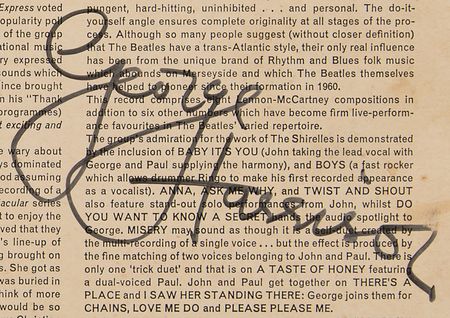 Express voted
opularity poll
of the group
ational music
ry expressed
sounds which
ince brought
in his "Thank
programmes)
t exciting and
e vary about
ys dominated
od assuming
ecording of a
acular series
t to enjoy the
ved that they
's line-up of
g brought on
s. She got as
was buried in
hink of more
would be so
r Christmas
pungent, hard-hitting, uninhibited . . . and personal. The do-it-
yourself angle ensures complete originality at all stages of the pro-
cess. Although so many people suggest (without closer definition)
that The Beatles have a trans-Atlantic style, their only real influence
has been from the unique brand of Rhythm and Blues folk music
which abounds on Merseyside and which The Beatles themselves
have helped to pioneer since their formation in 1960.
This record comprises eight Lennon-McCartney compositions in
addition to six other numbers which have become firm live-perform-
ance favourites in The Beatles' varied repertoire.
The group's admiration for the work of The Shirelles is demonstrated
by the inclusion of BABY IT'S YOU (John taking the lead vocal with
George and Paul supplying the harmony), and BOYS (a fast rocker
which allows drummer Ringo to make his first recorded appearance
as a vocalist). ANNA, ASK ME WHY, and TWIST AND SHOUT
also feature stand-out solo performances from John, whilst DO
YOU WANT TO KNOW A SECRET hands the spotlight to
George. MISERY may sound as though it is a self-duet created by
the multi-recording of a single voice . . . but the effect is produced by
the fine matching of two voices belonging to John and Paul. There is
only one 'trick duet' and that is on A TASTE OF HONEY featuring
a dual-voiced Paul. John and Paul get together on THERE'S A
PLACE and I SAW HER STANDING THERE: George joins them for
CHAINS, LOVE ME DO and PLEASE PLEASE ME.
George
Harrison